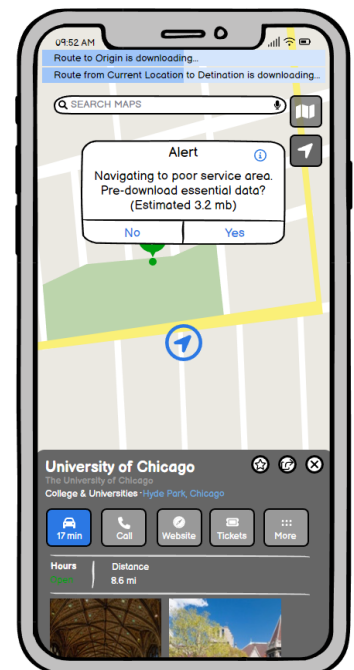 09:52 AM
Route to Origin is downloading...
Route from Current Location to Detination is downloading...
SEARCH MAPS
Alert
Navigating to poor service area.
Pre-download essential data?
(Estimated 3.2 mb)
No Yes
University of Chicago
The University of Chicago
College & Universities · Hyde Park, Chicago
17 min Call Website Tickets More
Hours Distance
Open 8.6 mi